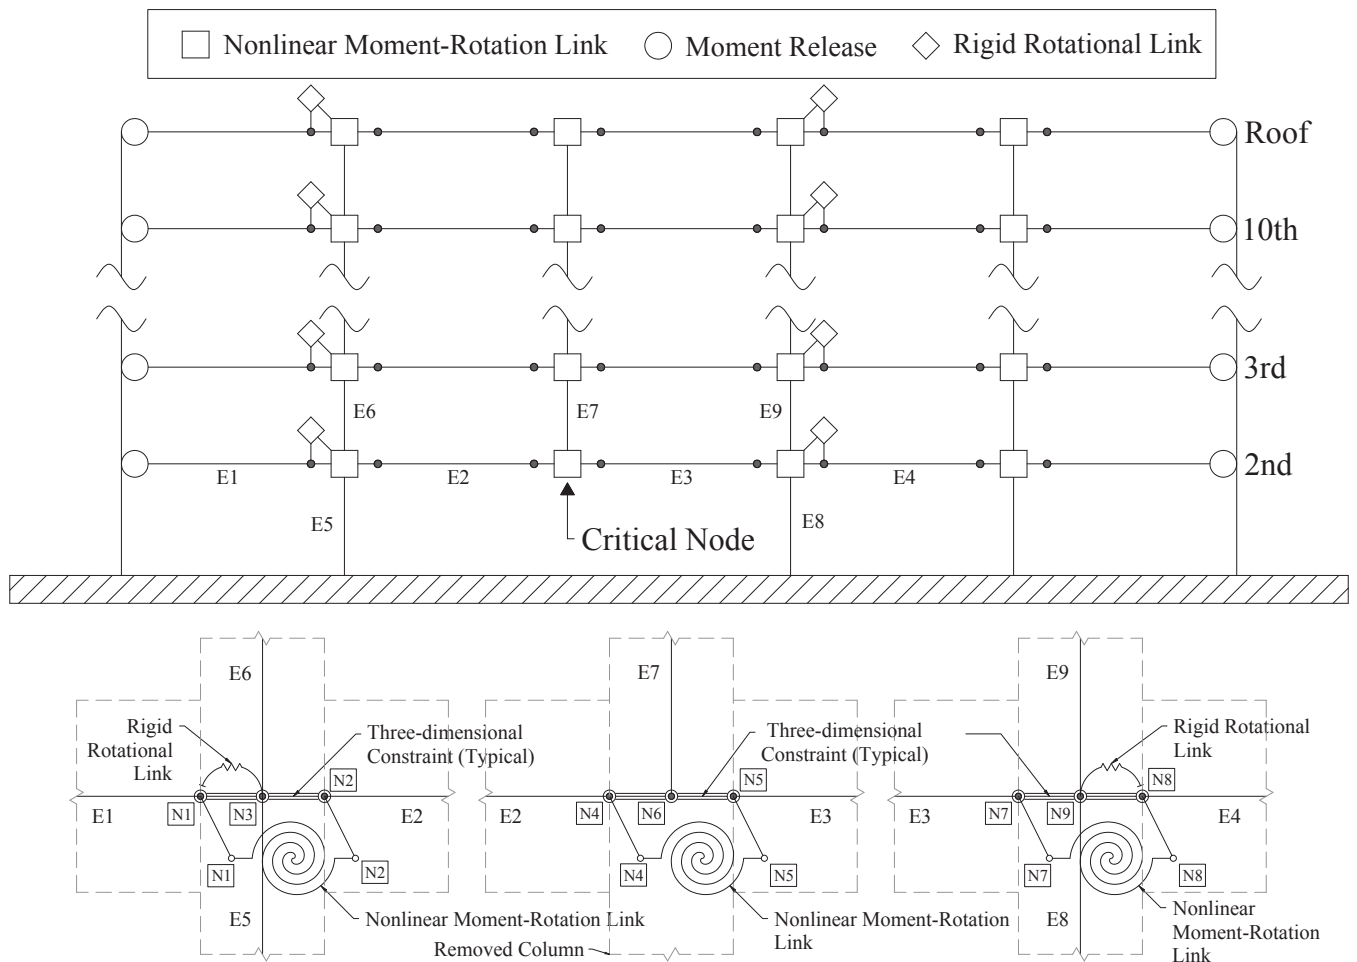 Nonlinear Moment-Rotation Link
Moment Release
Rigid Rotational Link
Roof
10th
3rd
E6
E7
E9
2nd
E1
E2
E3
E4
E5
E8
Critical Node
E6
E7
E9
Rigid
Rotational
Link
Three-dimensional
Constraint (Typical)
Three-dimensional
Constraint (Typical)
Rigid Rotational
Link
N2
N5
N8
E1
N1
N3
E2
E2
N4
N6
E3
E3
N7
N9
E4
N1
N2
N4
N5
N7
N8
E5
E8
Nonlinear Moment-Rotation Link
Removed Column
Nonlinear Moment-Rotation
Link
Nonlinear
Moment-Rotation
Link